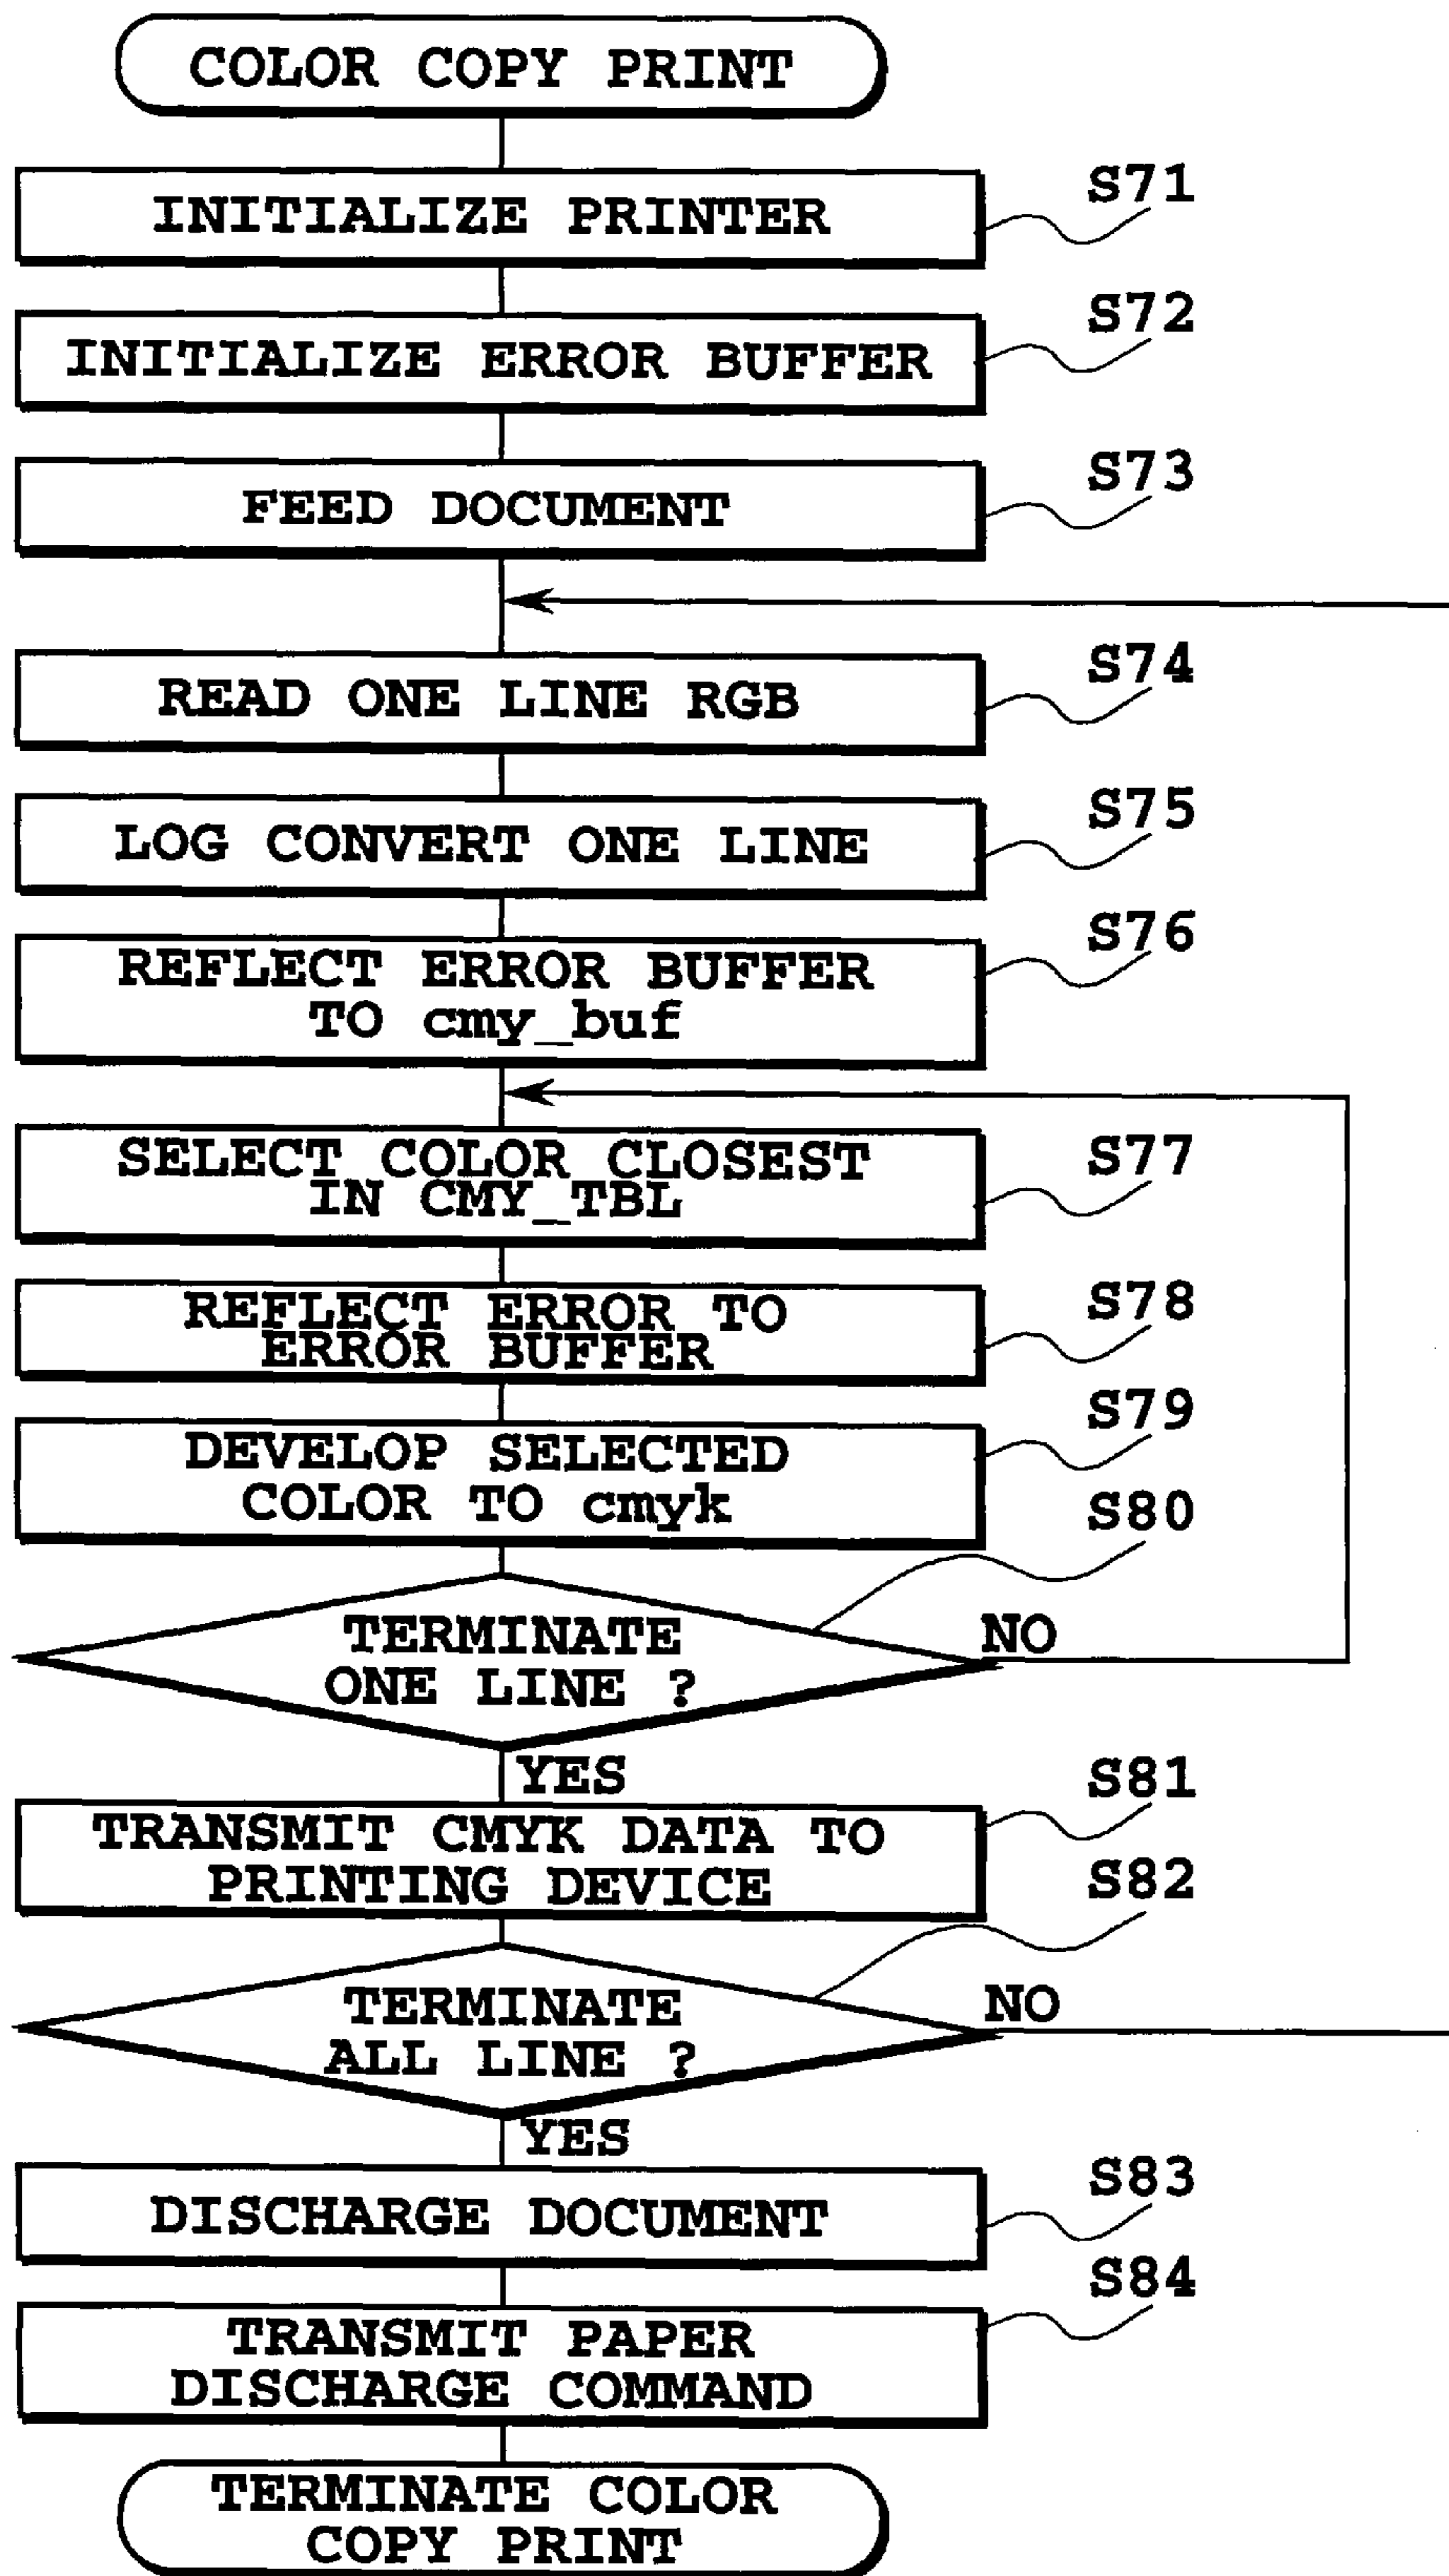 COLOR COPY PRINT
INITIALIZE PRINTER
S71
INITIALIZE ERROR BUFFER
S72
FEED DOCUMENT
S73
READ ONE LINE RGB
S74
LOG CONVERT ONE LINE
S75
REFLECT ERROR BUFFER
TO cmy_buf
S76
SELECT COLOR CLOSEST
IN CMY_TBL
S77
REFLECT ERROR TO
ERROR BUFFER
S78
DEVELOP SELECTED
COLOR TO cmyk
S79
TERMINATE
ONE LINE ?
S80
NO
YES
TRANSMIT CMYK DATA TO
PRINTING DEVICE
S81
TERMINATE
ALL LINE ?
S82
NO
YES
DISCHARGE DOCUMENT
S83
TRANSMIT PAPER
DISCHARGE COMMAND
S84
TERMINATE COLOR
COPY PRINT